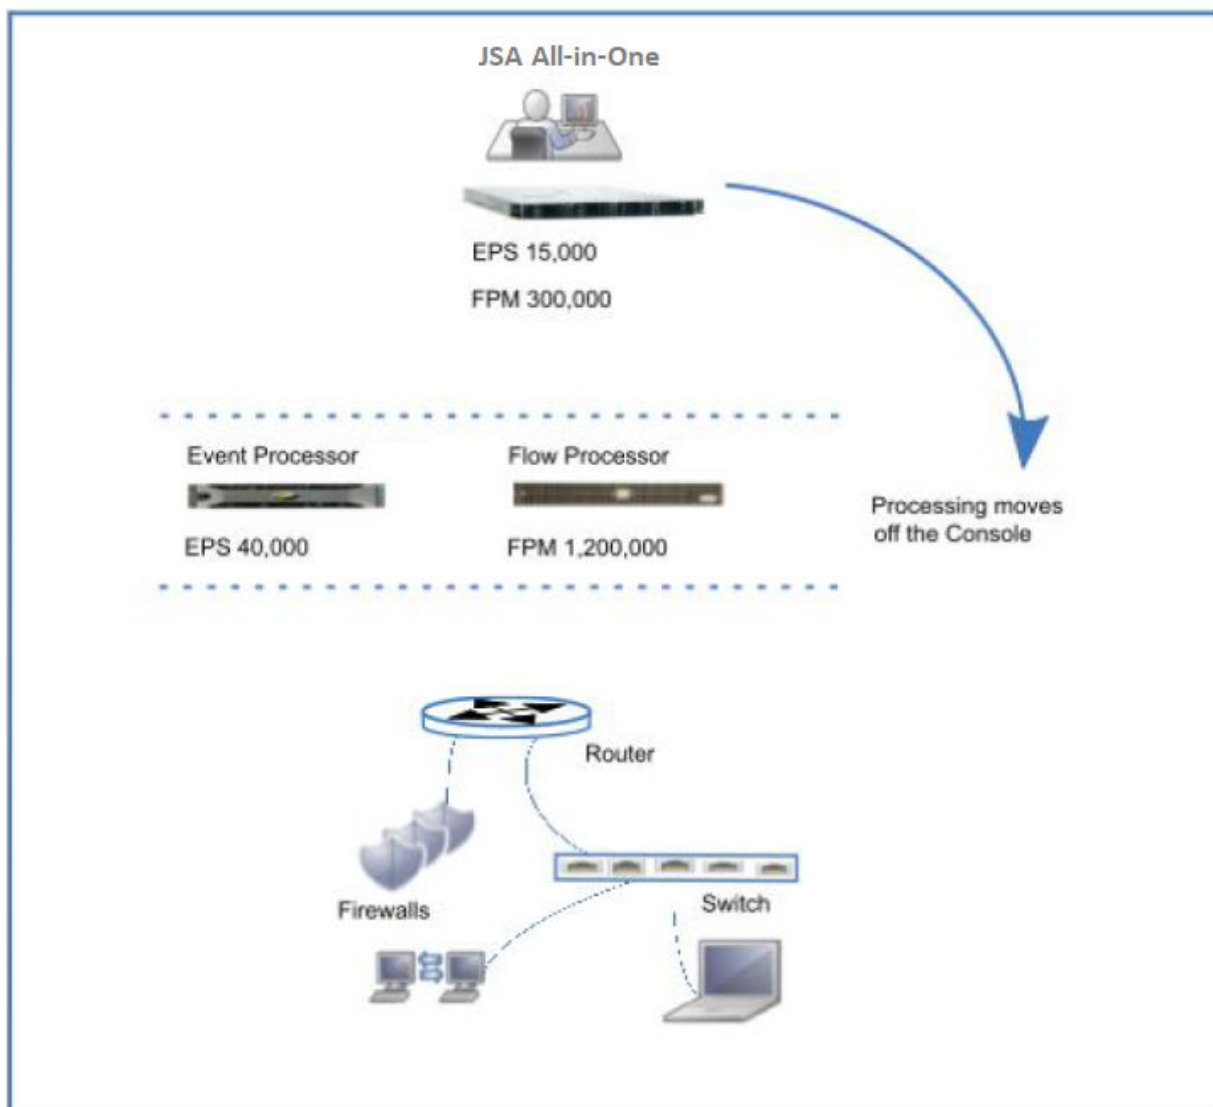 JSA All-in-One
EPS 15,000
FPM 300,000
Event Processor
Flow Processor
EPS 40,000
FPM 1,200,000
Processing moves
off the Console
Router
Firewalls
Switch